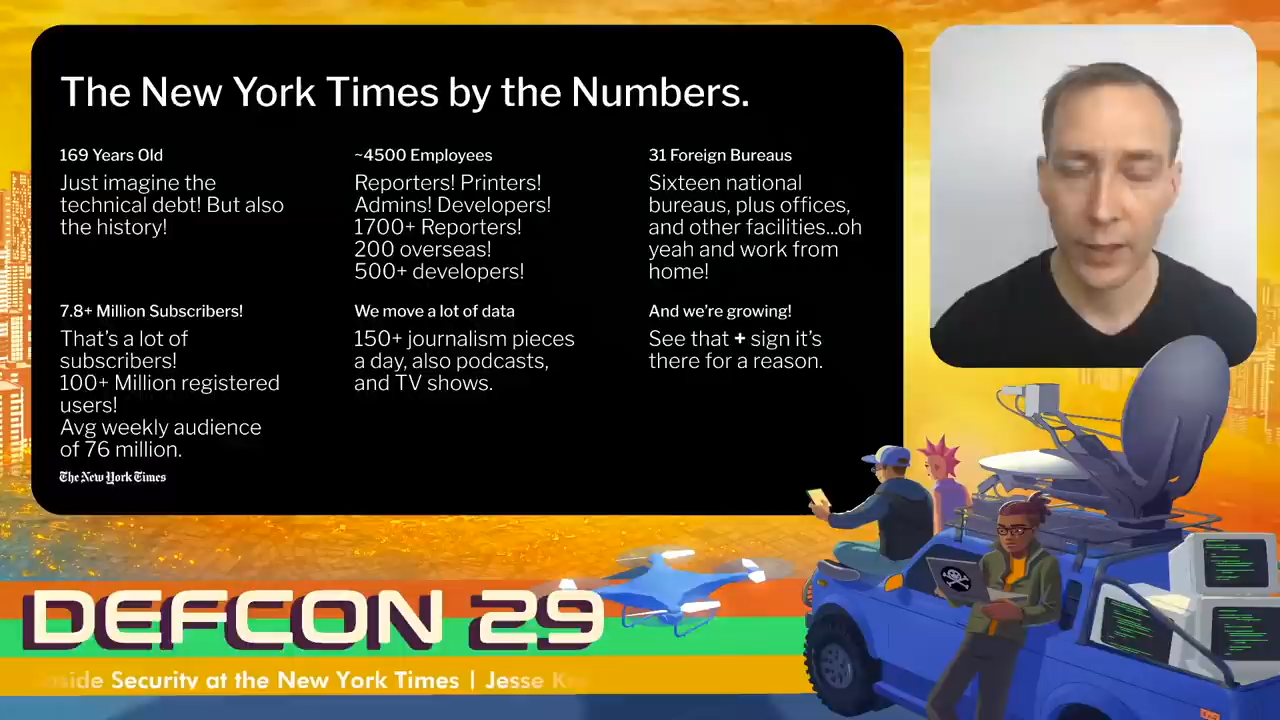 The New York Times by the Numbers.
169 Years Old
Just imagine the
technical debt! But also
the history!
~4500 Employees
Reporters! Printers!
Admins! Developers!
1700+ Reporters!
200 overseas!
500+ developers!
31 Foreign Bureaus
Sixteen national
bureaus, plus offices,
and other facilities...oh
yeah and work from
home!
7.8+ Million Subscribers!
That's a lot of
subscribers!
100+ Million registered
users!
Avg weekly audience
of 76 million.
We move a lot of data
150+ journalism pieces
a day, also podcasts,
and TV shows.
And we're growing!
See that + sign it's
there for a reason.
The New York Times
DEFCON 29
Security at the New York Times | Jesse